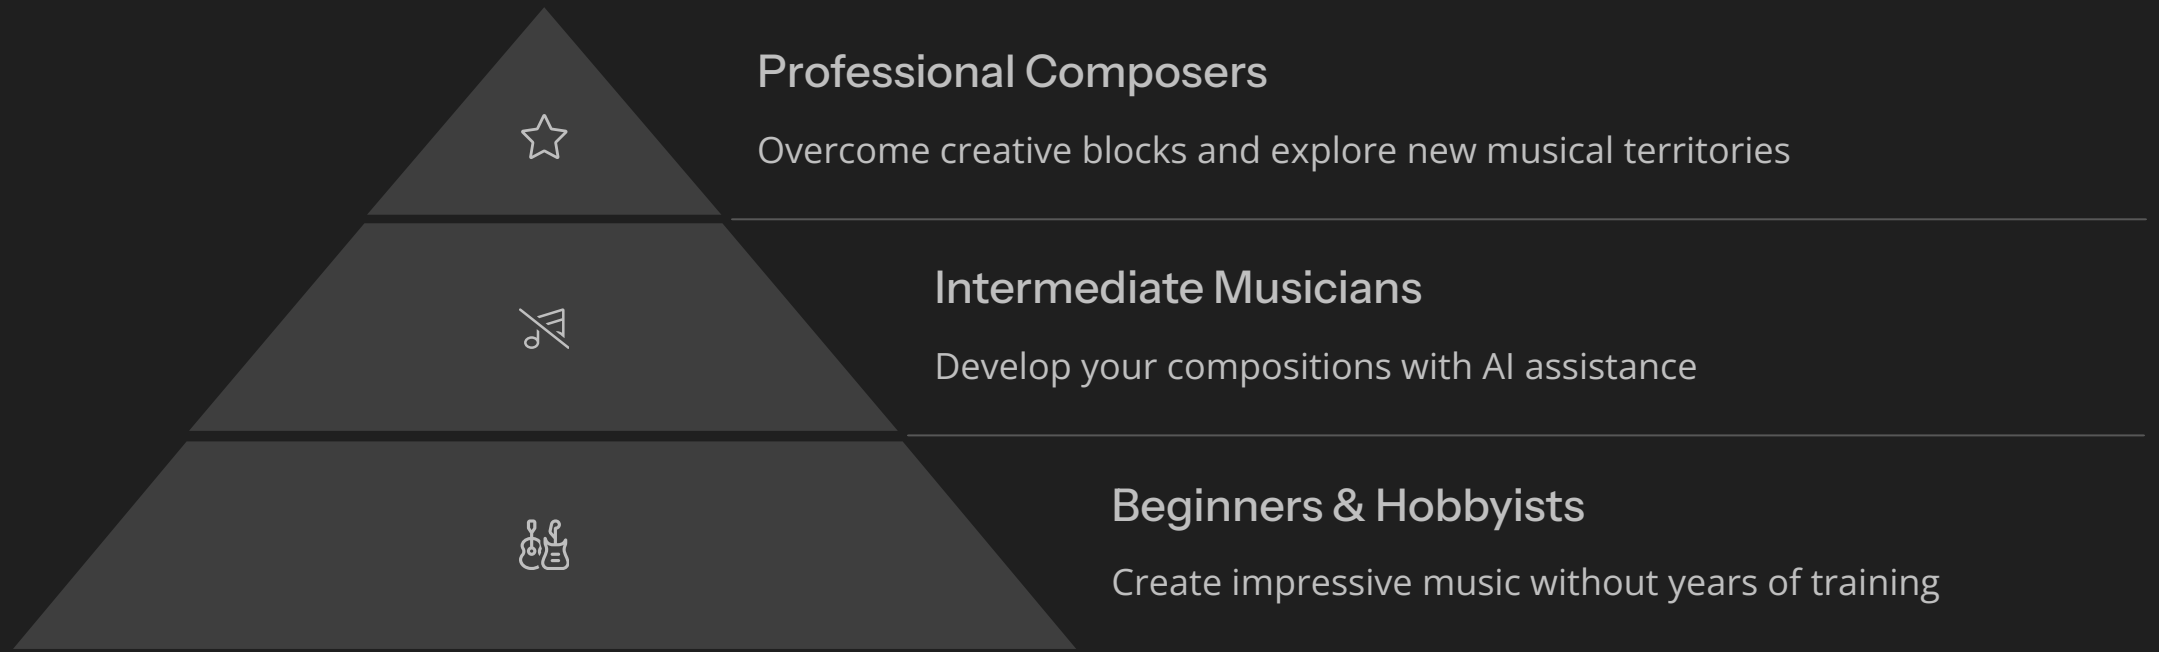 Professional Composers
Overcome creative blocks and explore new musical territories
Intermediate Musicians
Develop your compositions with AI assistance
Beginners & Hobbyists
Create impressive music without years of training